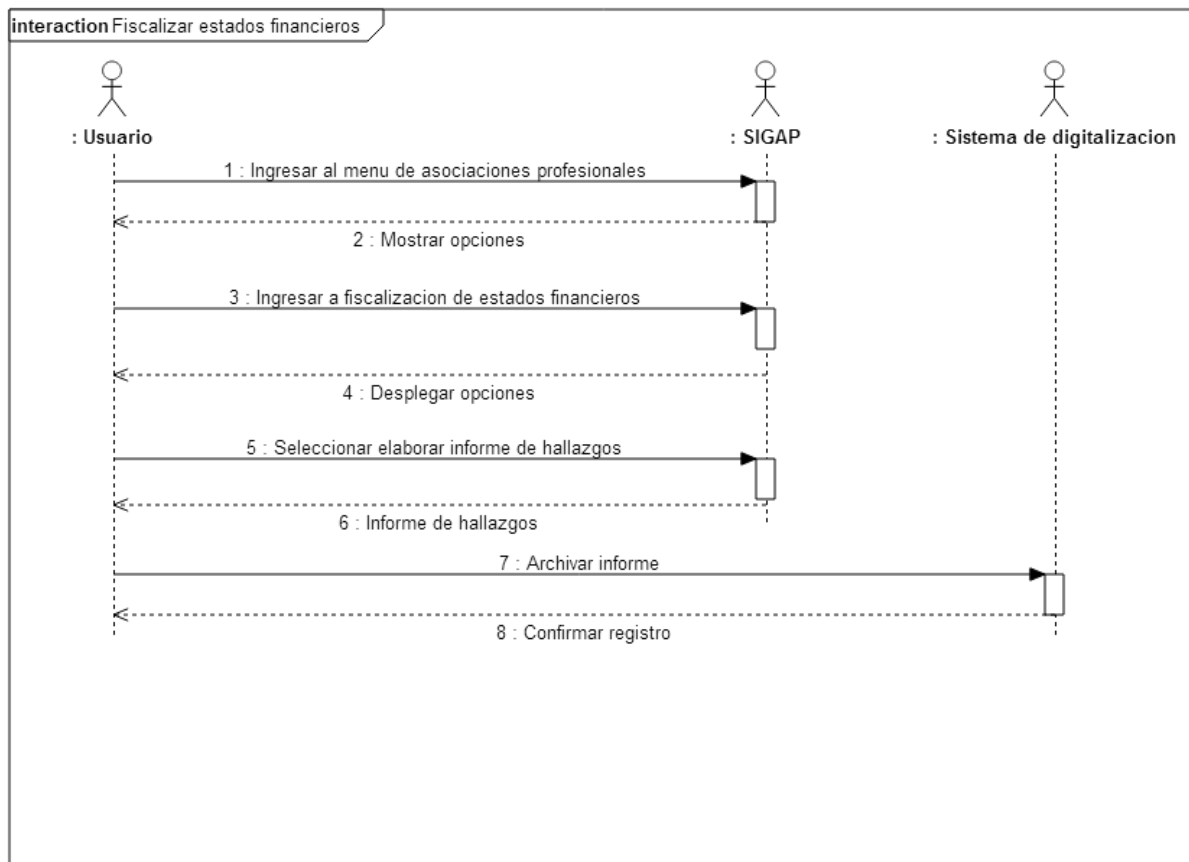 interaction Fiscalizar estados financieros
: Usuario
: SIGAP
: Sistema de digitalizacion
1 : Ingresar al menu de asociaciones profesionales
2 : Mostrar opciones
3 : Ingresar a fiscalizacion de estados financieros
4 : Desplegar opciones
5 : Seleccionar elaborar informe de hallazgos
6 : Informe de hallazgos
7 : Archivar informe
8 : Confirmar registro